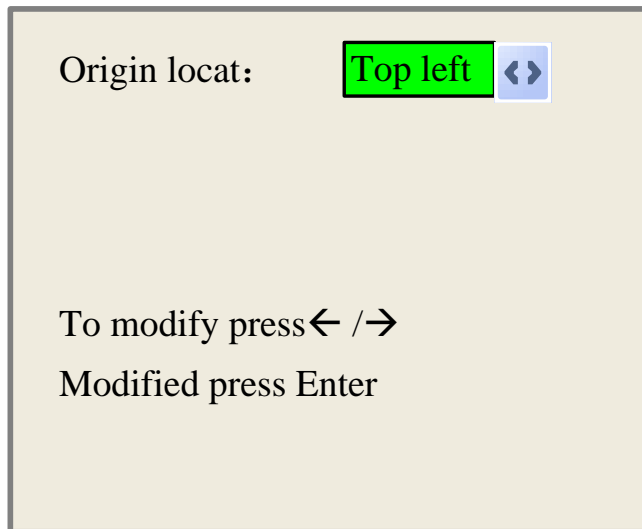 Origin locat： Top left
To modify press← /→
Modified press Enter